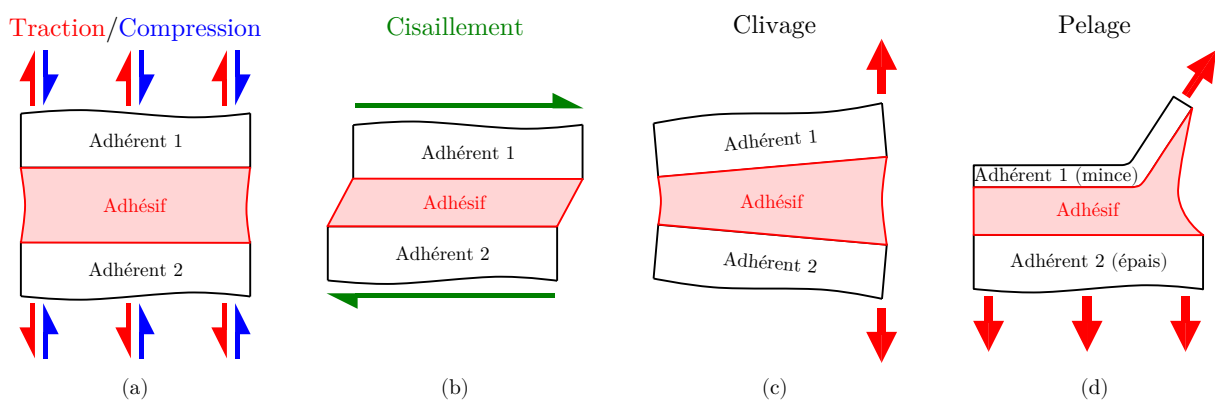 Traction/Compression
Adhérent 1
Adhésif
Adhérent 2
(a)
Cisaillement
Adhérent 1
Adhésif
Adhérent 2
(b)
Clivage
Adhérent 1
Adhésif
Adhérent 2
(c)
Pelage
Adhérent 1 (mince)
Adhésif
Adhérent 2 (épais)
(d)